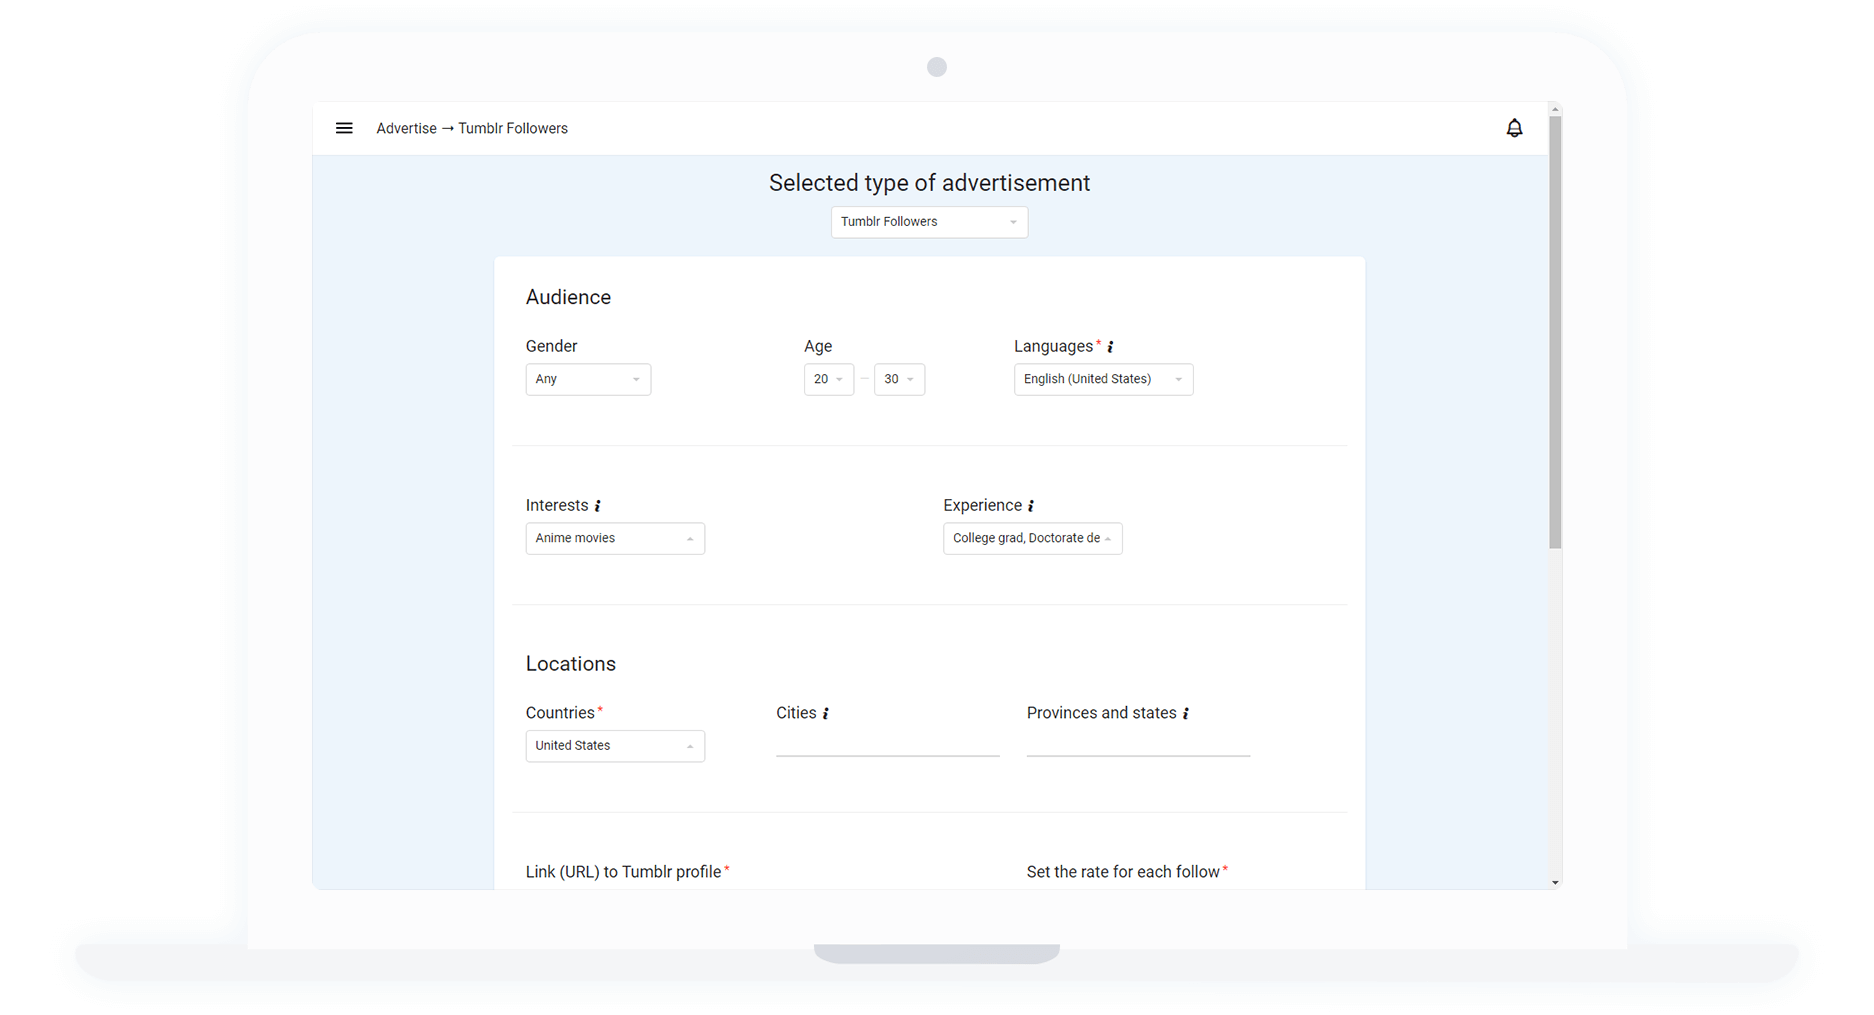 Advertise → Tumblr Followers
Selected type of advertisement
Tumblr Followers
Audience
Gender
Age
Languages*
Any
20
30
English (United States)
Interests
Experience
Anime movies
College grad, Doctorate de
Locations
Countries*
Cities
Provinces and states
United States
Link (URL) to Tumblr profile*
Set the rate for each follow*